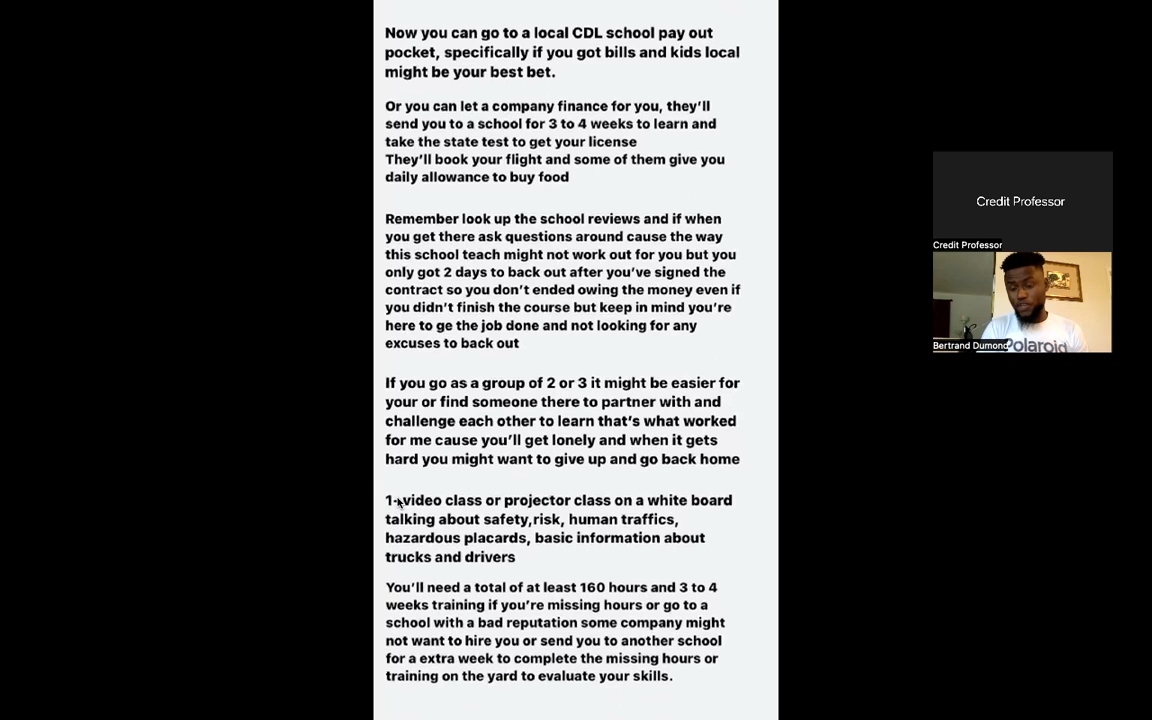 Now you can go to a local CDL school pay out
pocket, specifically if you got bills and kids local
might be your best bet.
Or you can let a company finance for you, they'll
send you to a school for 3 to 4 weeks to learn and
take the state test to get your license
They'll book your flight and some of them give you
daily allowance to buy food
Remember look up the school reviews and if when
you get there ask questions around cause the way
this school teach might not work out for you but you
only got 2 days to back out after you've signed the
contract so you don't ended owing the money even if
you didn't finish the course but keep in mind you're
here to ge the job done and not looking for any
excuses to back out
If you go as a group of 2 or 3 it might be easier for
your or find someone there to partner with and
challenge each other to learn that's what worked
for me cause you'll get lonely and when it gets
hard you might want to give up and go back home
1-video class or projector class on a white board
talking about safety,risk, human traffics,
hazardous placards, basic information about
trucks and drivers
You'll need a total of at least 160 hours and 3 to 4
weeks training if you're missing hours or go to a
school with a bad reputation some company might
not want to hire you or send you to another school
for a extra week to complete the missing hours or
training on the yard to evaluate your skills.
Credit Professor
Credit Professor
Polaroid
Bertrand Dumond